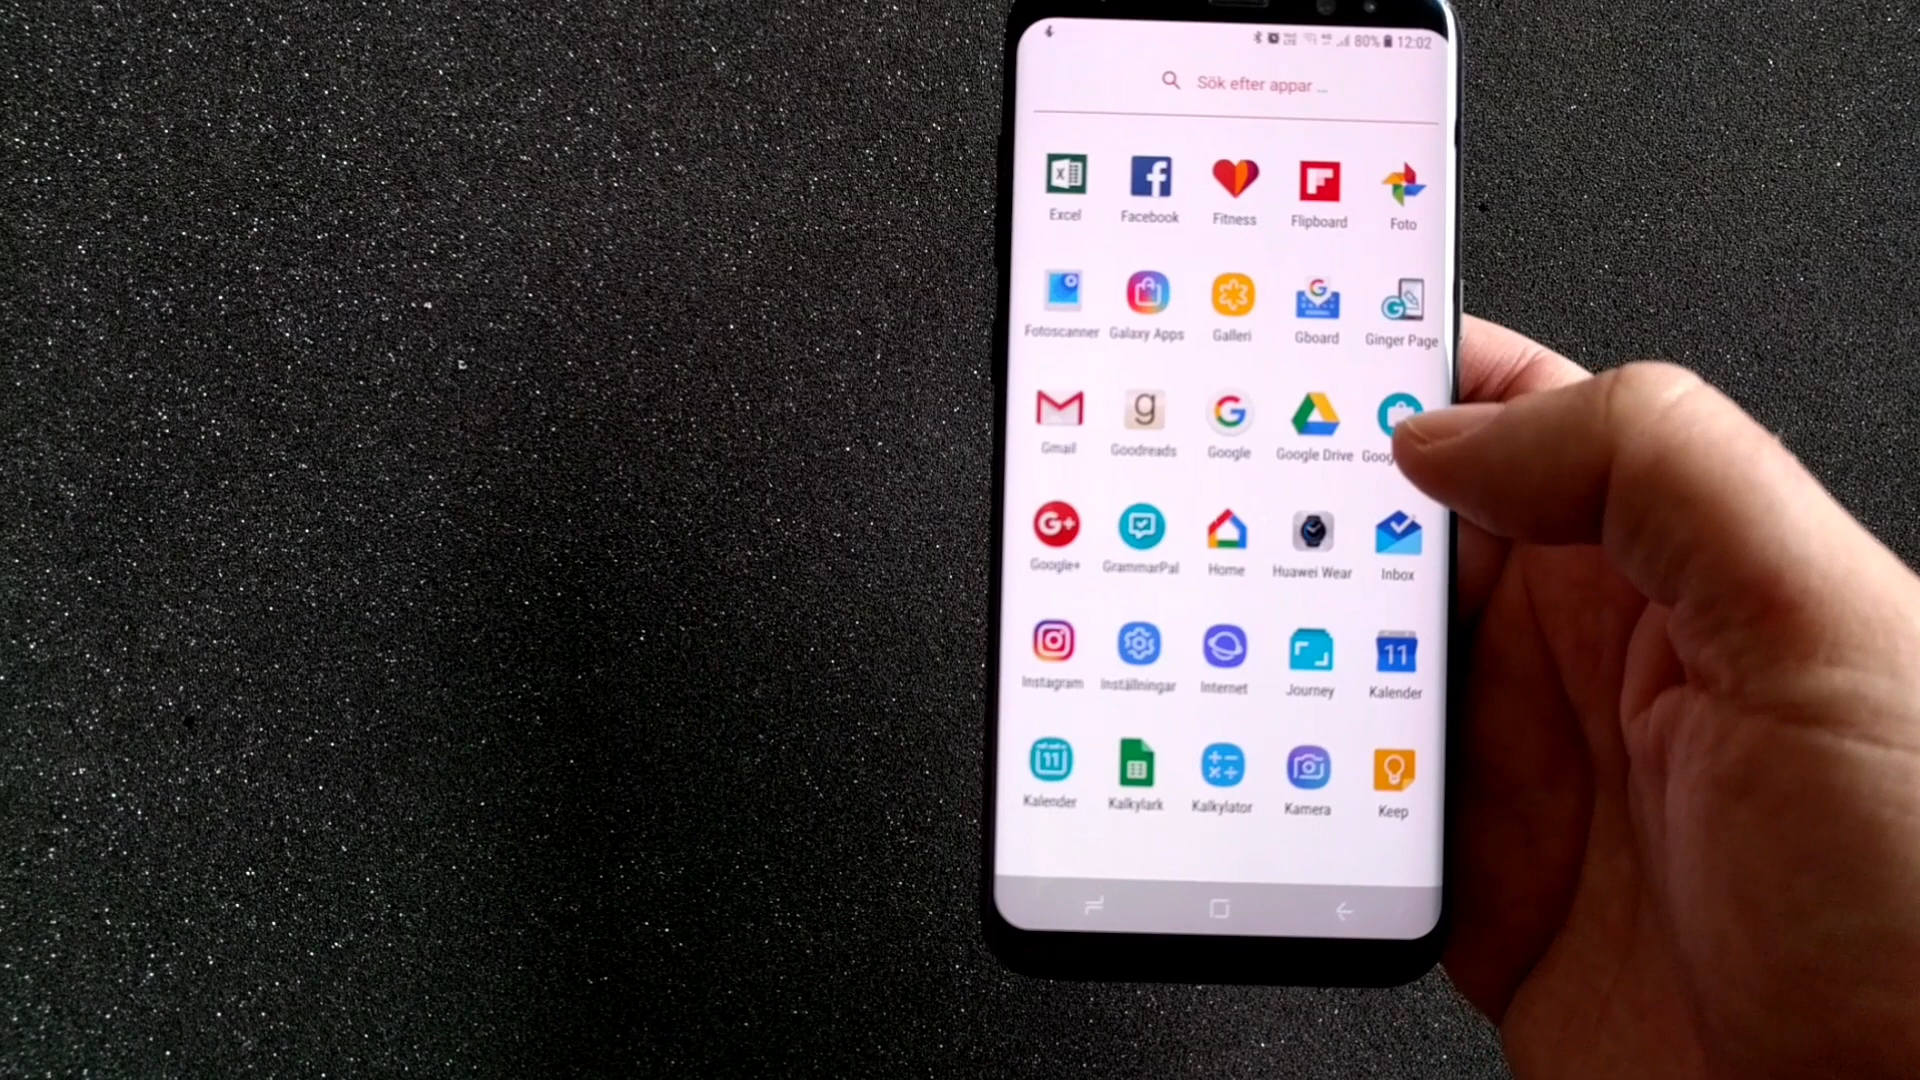 80% 12:02
Sök efter appar ...
Excel Facebook Fitness Flipboard Foto
Fotoscanner Galaxy Apps Galleri Gboard Ginger Page
Gmail Goodreads Google Google Drive Goog
Google+ GrammarPal Home Huawei Wear Inbox
Instagram Inställningar Internet Journey Kalender
Kalender Kalkylark Kalkylator Kamera Keep